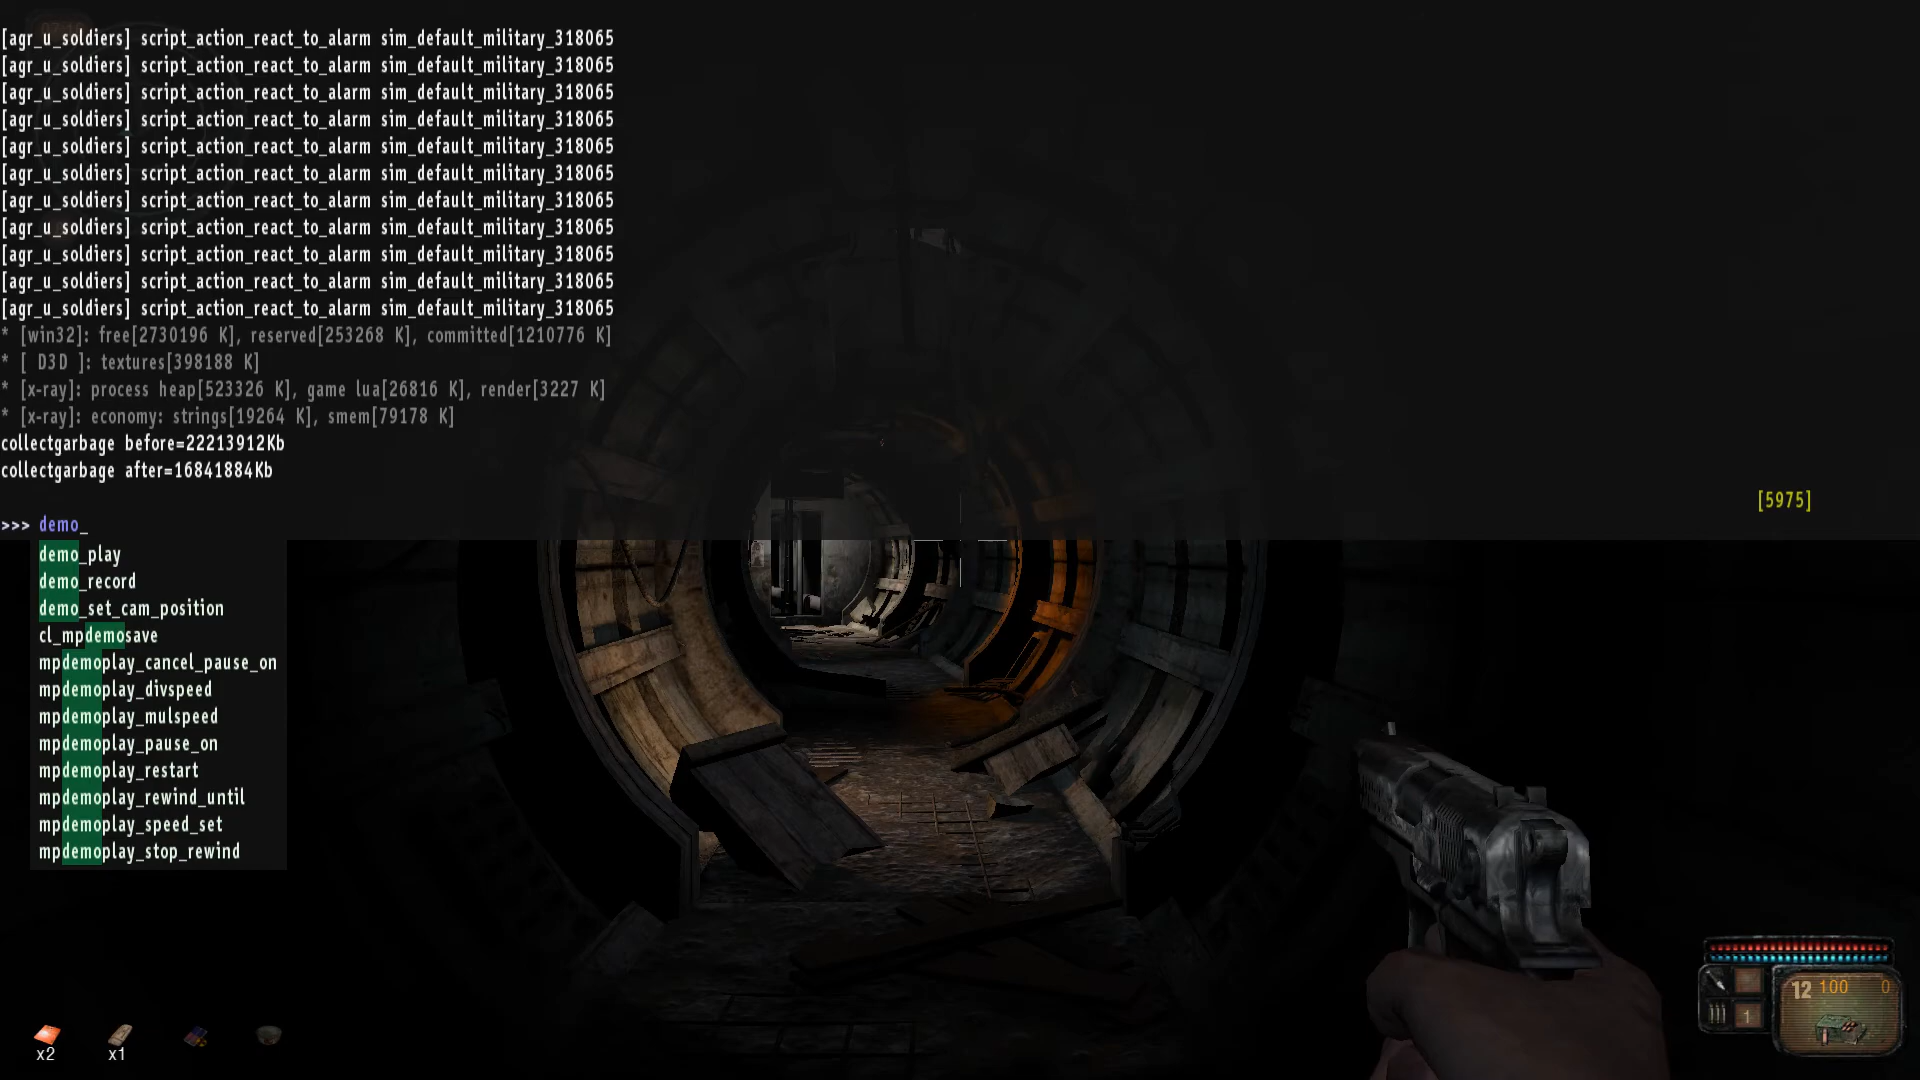 [agr_u_soldiers] script_action_react_to_alarm sim_default_military_318065
[agr_u_soldiers] script_action_react_to_alarm sim_default_military_318065
[agr_u_soldiers] script_action_react_to_alarm sim_default_military_318065
[agr_u_soldiers] script_action_react_to_alarm sim_default_military_318065
[agr_u_soldiers] script_action_react_to_alarm sim_default_military_318065
[agr_u_soldiers] script_action_react_to_alarm sim_default_military_318065
[agr_u_soldiers] script_action_react_to_alarm sim_default_military_318065
[agr_u_soldiers] script_action_react_to_alarm sim_default_military_318065
[agr_u_soldiers] script_action_react_to_alarm sim_default_military_318065
[agr_u_soldiers] script_action_react_to_alarm sim_default_military_318065
[agr_u_soldiers] script_action_react_to_alarm sim_default_military_318065
* [win32]: free[2730196 K], reserved[253268 K], committed[1210776 K]
* [ D3D ]: textures[398188 K]
* [x-ray]: process heap[523326 K], game lua[26816 K], render[3227 K]
* [x-ray]: economy: strings[19264 K], smem[79178 K]
collectgarbage before=22213912Kb
collectgarbage after=16841884Kb
[5975]
>>> demo_
demo_play
demo_record
demo_set_cam_position
cl_mpdemosave
mpdemoplay_cancel_pause_on
mpdemoplay_divspeed
mpdemoplay_mulspeed
mpdemoplay_pause_on
mpdemoplay_restart
mpdemoplay_rewind_until
mpdemoplay_speed_set
mpdemoplay_stop_rewind
12 100 0
1
x2 x1